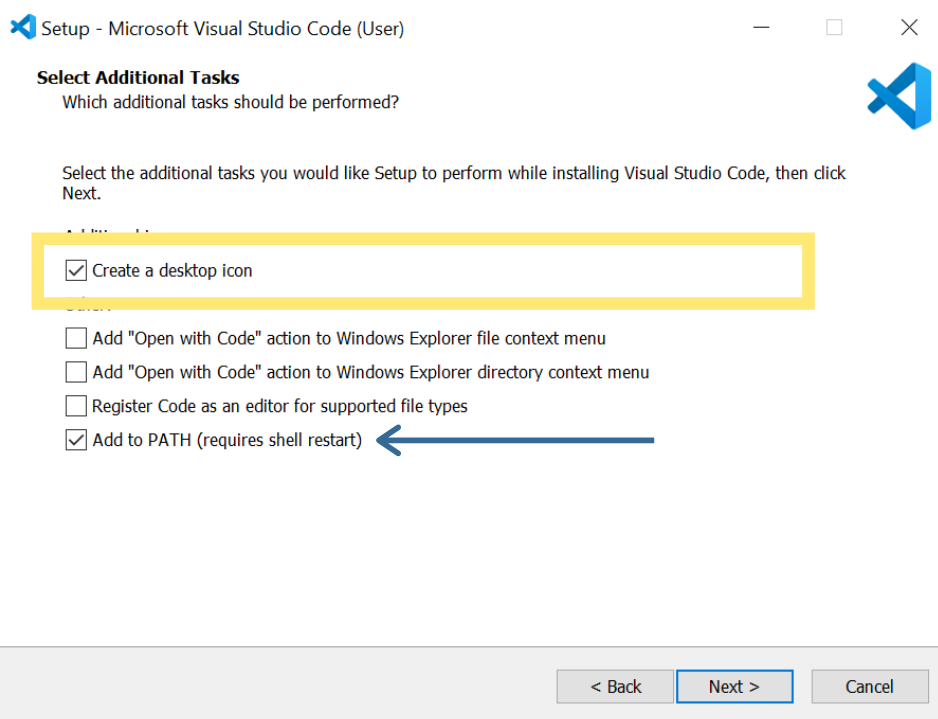 Setup - Microsoft Visual Studio Code (User)
Select Additional Tasks
Which additional tasks should be performed?
Select the additional tasks you would like Setup to perform while installing Visual Studio Code, then click
Next.
Create a desktop icon
Add "Open with Code" action to Windows Explorer file context menu
Add "Open with Code" action to Windows Explorer directory context menu
Register Code as an editor for supported file types
Add to PATH (requires shell restart)
< Back
Next >
Cancel